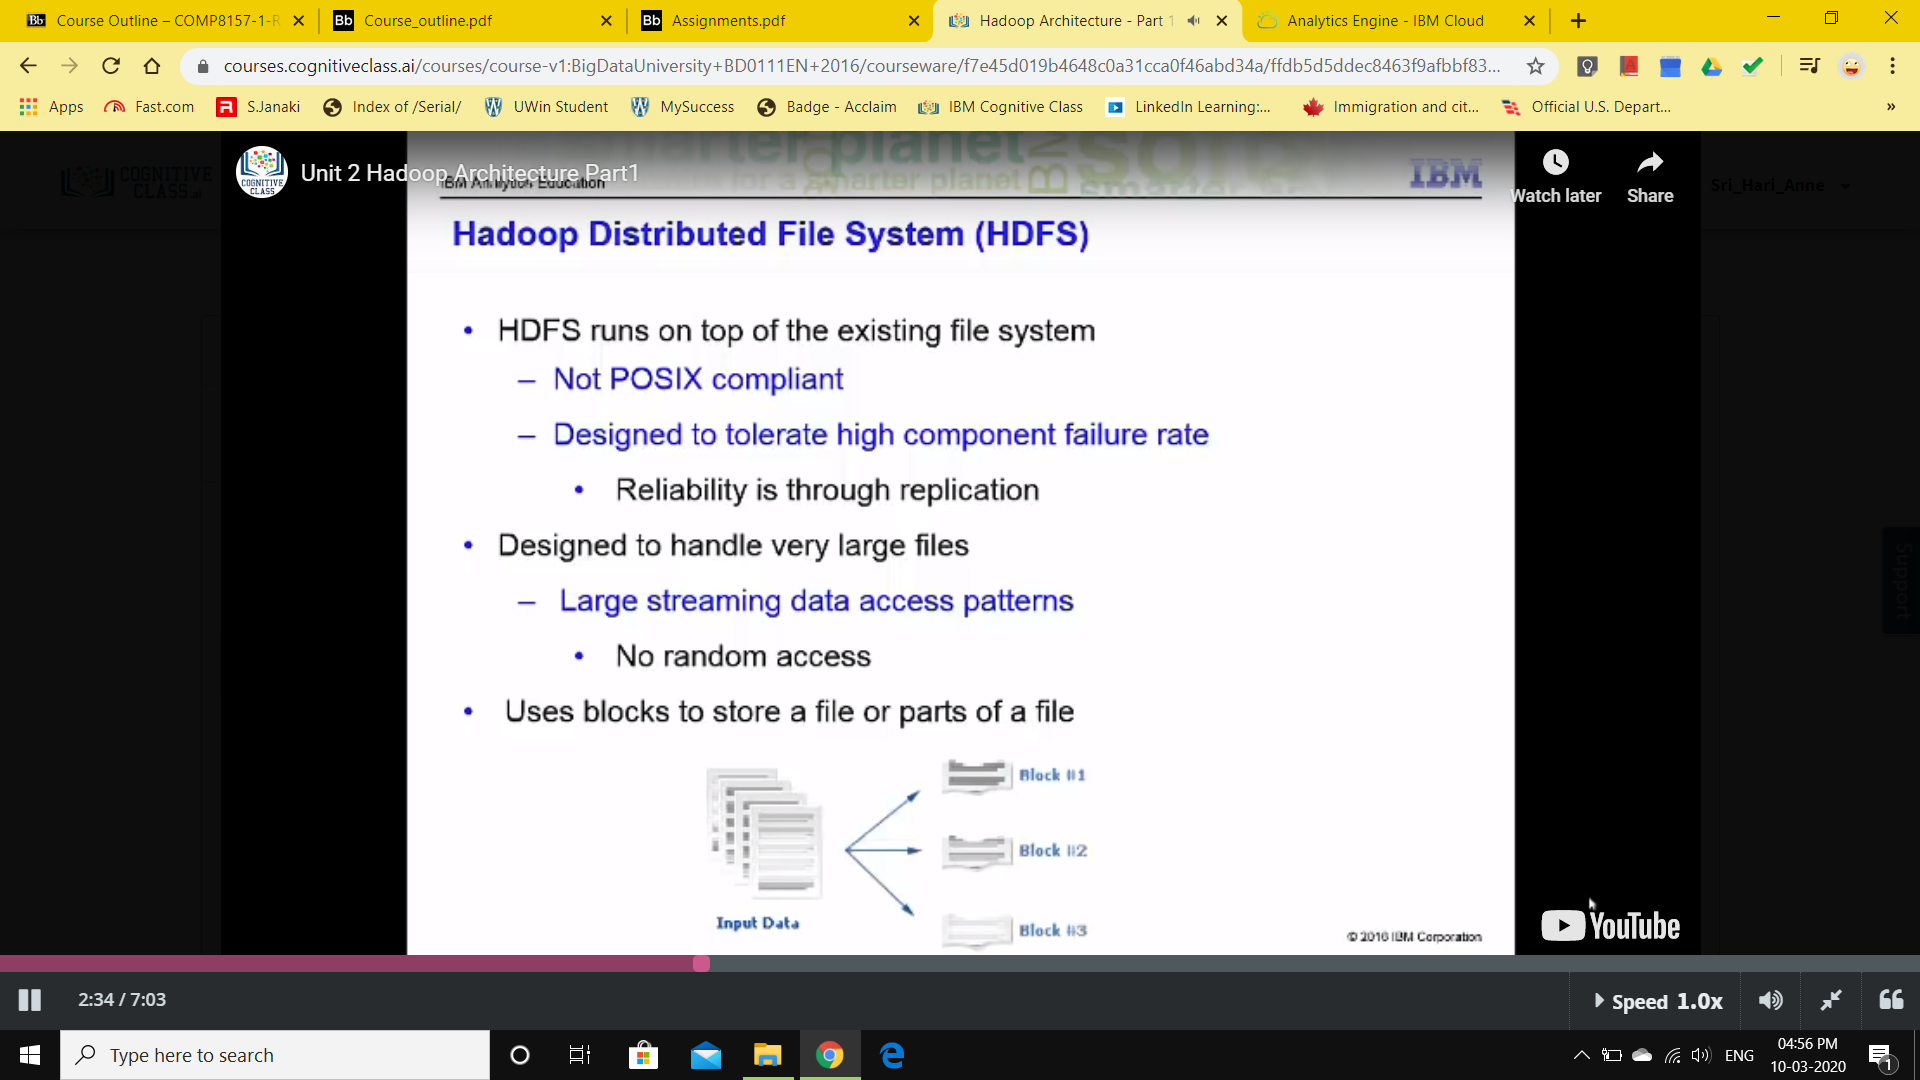 Course Outline – COMP8157-1-R
Course_outline.pdf
Assignments.pdf
Hadoop Architecture - Part 1
Analytics Engine - IBM Cloud
courses.cognitiveclass.ai/courses/course-v1:BigDataUniversity+BD0111EN+2016/courseware/f7e45d019b4648c0a31cca0f46abd34a/ffdb5d5ddec8463f9afbbf83...
Apps
Fast.com
S.Janaki
Index of /Serial/
UWin Student
MySuccess
Badge - Acclaim
IBM Cognitive Class
LinkedIn Learning:...
Immigration and cit...
Official U.S. Depart...
»
COGNITIVE
CLASS.ai
Unit 2 Hadoop Architecture Part1
IBM Analytics Education
IBM
Watch later
Share
Sri_Hari_Anne
Hadoop Distributed File System (HDFS)
• HDFS runs on top of the existing file system
– Not POSIX compliant
– Designed to tolerate high component failure rate
• Reliability is through replication
• Designed to handle very large files
– Large streaming data access patterns
• No random access
• Uses blocks to store a file or parts of a file
Block #1
Block #2
Block #3
Input Data
© 2016 IBM Corporation
YouTube
Support
2:34 / 7:03
Speed 1.0x
Type here to search
ENG
04:56 PM
10-03-2020
1